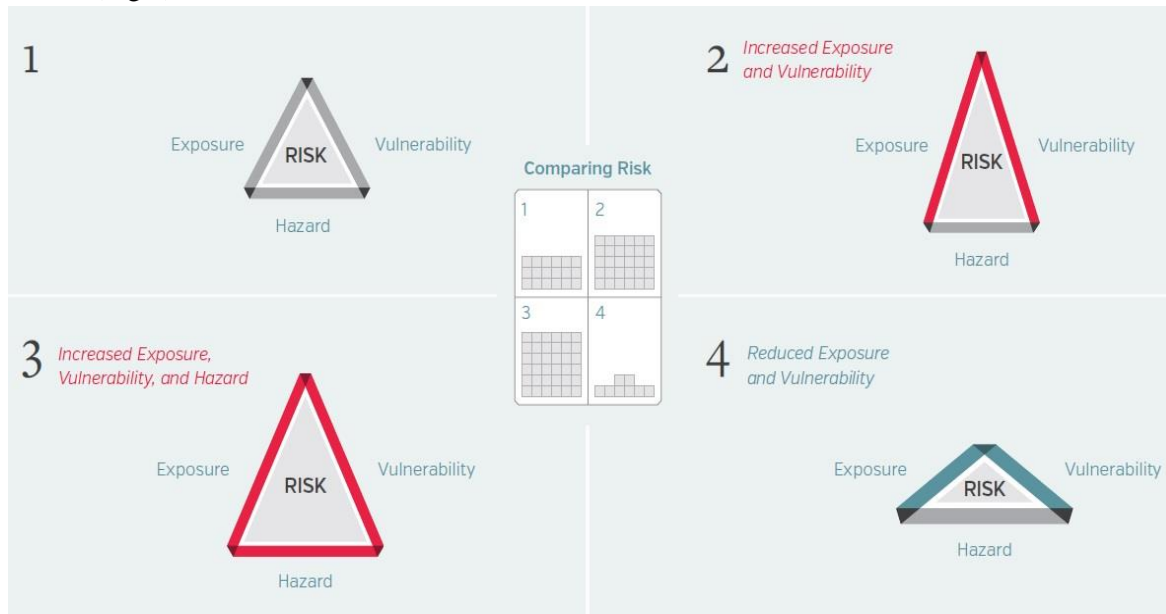 1
Exposure
Vulnerability
RISK
Hazard
2
Increased Exposure
and Vulnerability
Exposure
Vulnerability
RISK
Hazard
Comparing Risk
1
2
3
4
3
Increased Exposure,
Vulnerability, and Hazard
Exposure
Vulnerability
RISK
Hazard
4
Reduced Exposure
and Vulnerability
Exposure
Vulnerability
RISK
Hazard